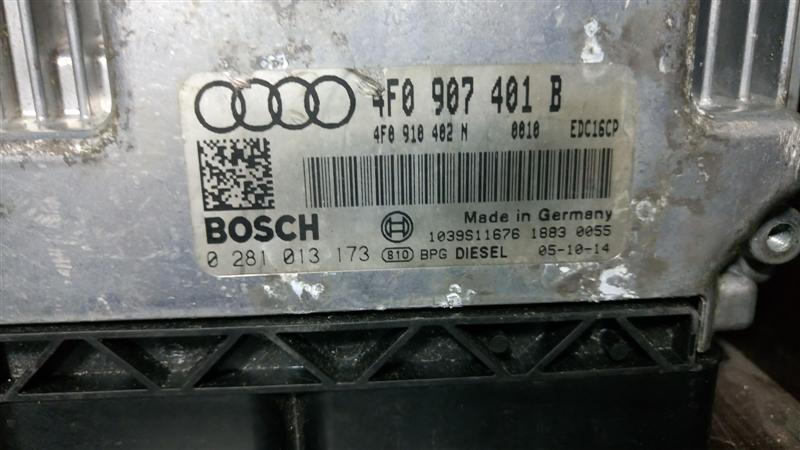 4F0 907 401 B
4F0 910 402 N 0010 EDC16CP
Made in Germany
BOSCH 1039S11676 1883 0055
0 281 013 173 S10 BPG DIESEL 05-10-14